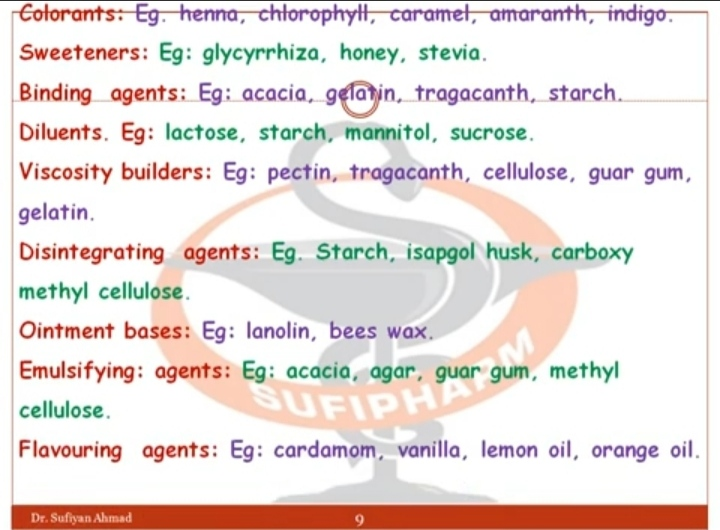 Colorants: Eg. henna, chlorophyll, caramel, amaranth, indigo.
Sweeteners: Eg: glycyrrhiza, honey, stevia.
Binding agents: Eg: acacia, gelatin, tragacanth, starch.
Diluents. Eg: lactose, starch, mannitol, sucrose.
Viscosity builders: Eg: pectin, tragacanth, cellulose, guar gum,
gelatin.
Disintegrating agents: Eg. Starch, isapgol husk, carboxy
methyl cellulose.
Ointment bases: Eg: lanolin, bees wax.
Emulsifying: agents: Eg: acacia, agar, guar gum, methyl
cellulose.
SUFIPHARM
Flavouring agents: Eg: cardamom, vanilla, lemon oil, orange oil.
Dr. Sufiyan Ahmad
9